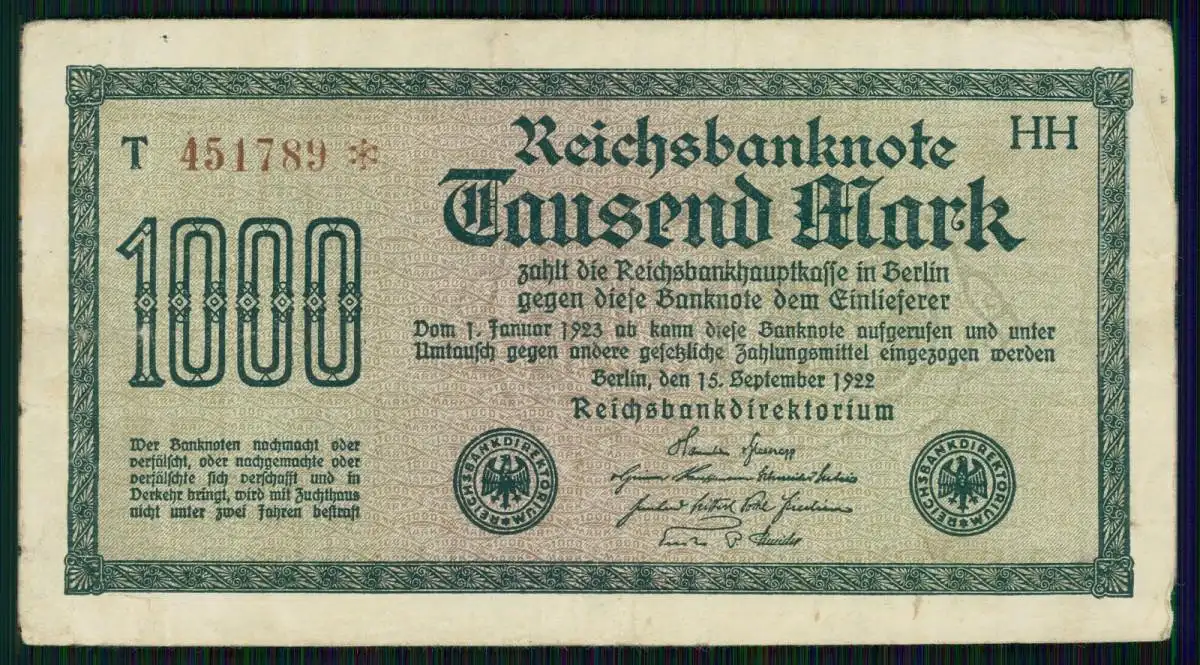 T 451789 *
HH
Reichsbanknote
Tausend Mark
zahlt die Reichsbankhauptkasse in Berlin
gegen diese Banknote dem Einlieferer
Vom 1. Januar 1923 ab kann diese Banknote aufgerufen und unter
Umtausch gegen andere gesetzliche Zahlungsmittel eingezogen werden
Berlin, den 15. September 1922
Reichsbankdirektorium
1000
Wer Banknoten nachmacht oder
verfälscht, oder nachgemachte oder
verfälschte sich verschafft und in
Verkehr bringt, wird mit Zuchthaus
nicht unter zwei Jahren bestraft
REICHSBANKDIREKTORIUM
REICHSBANKDIREKTORIUM